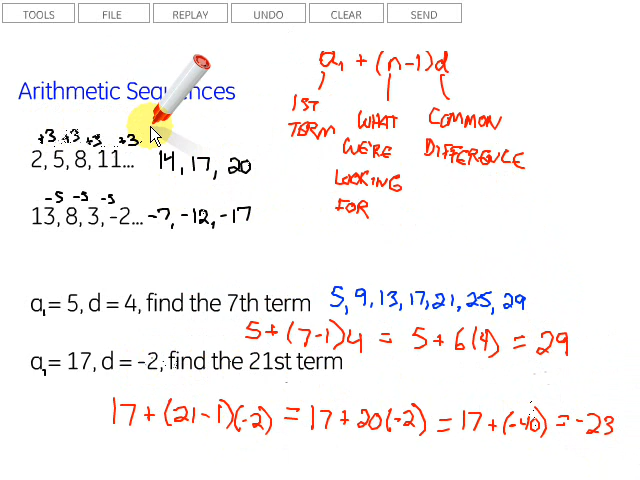 TOOLS FILE REPLAY UNDO CLEAR SEND
a₁ + (n-1)d
Arithmetic Sequences
1ST TERM
WHAT WE'RE LOOKING FOR
COMMON DIFFERENCE
+3 +3 +3 +3
2, 5, 8, 11... 14, 17, 20
-5 -5 -5
13, 8, 3, -2... -7, -12, -17
a₁ = 5, d = 4, find the 7th term 5, 9, 13, 17, 21, 25, 29
5+(7-1)4 = 5+6(4) = 29
a₁ = 17, d = -2, find the 21st term
17+(21-1)(-2) = 17+20(-2) = 17+(-40) = -23